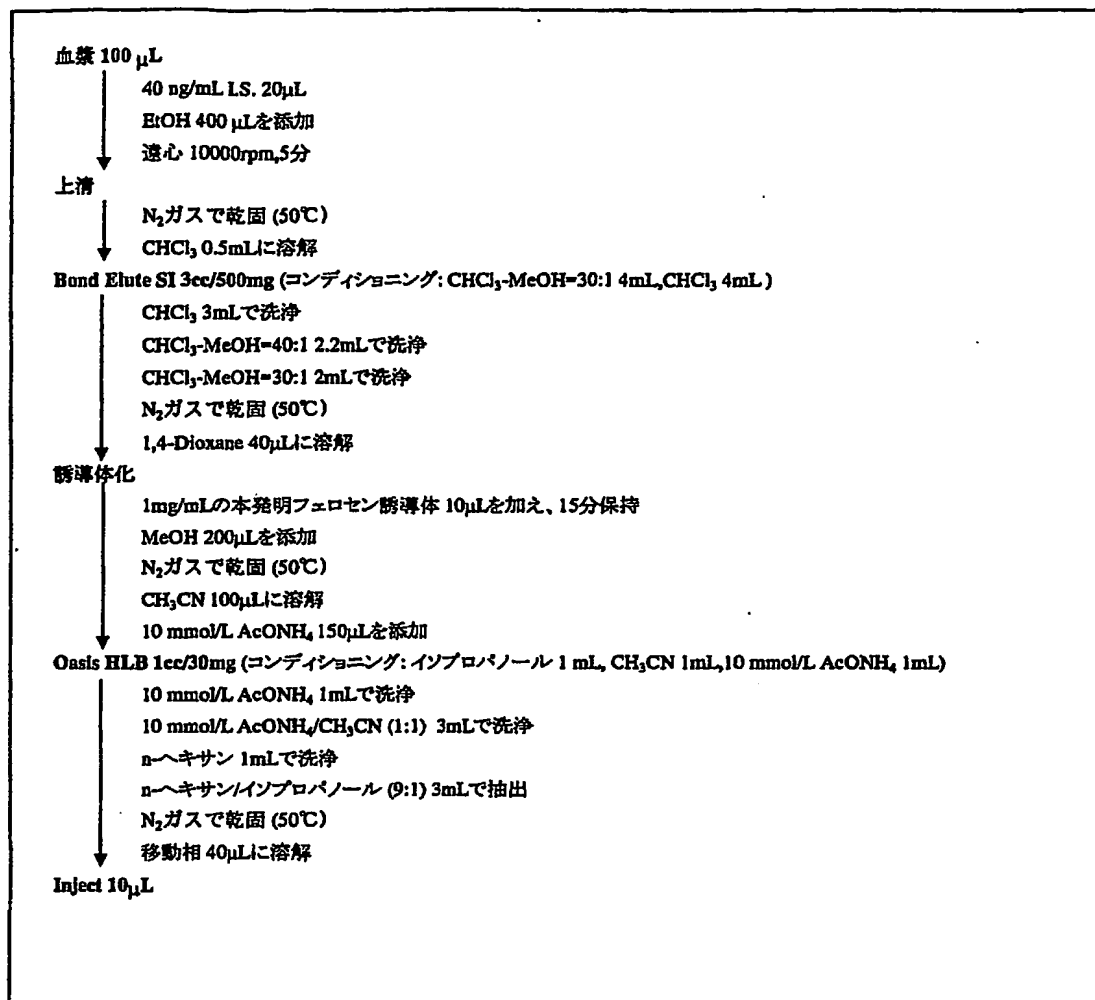 血漿 100 μL
40 ng/mL I.S. 20μL
EtOH 400 μLを添加
遠心 10000rpm,5分
上清
N₂ガスで乾固 (50℃)
CHCl₃ 0.5mLに溶解
Bond Elute SI 3cc/500mg (コンディショニング: CHCl₃-MeOH=30:1 4mL,CHCl₃ 4mL )
CHCl₃ 3mLで洗浄
CHCl₃-MeOH=40:1 2.2mLで洗浄
CHCl₃-MeOH=30:1 2mLで洗浄
N₂ガスで乾固 (50℃)
1,4-Dioxane 40μLに溶解
誘導体化
1mg/mLの本発明フェロセン誘導体 10μLを加え、15分保持
MeOH 200μLを添加
N₂ガスで乾固 (50℃)
CH₃CN 100μLに溶解
10 mmol/L AcONH₄ 150μLを添加
Oasis HLB 1cc/30mg (コンディショニング: イソプロパノール 1 mL, CH₃CN 1mL,10 mmol/L AcONH₄ 1mL)
10 mmol/L AcONH₄ 1mLで洗浄
10 mmol/L AcONH₄/CH₃CN (1:1) 3mLで洗浄
n-ヘキサン 1mLで洗浄
n-ヘキサン/イソプロパノール (9:1) 3mLで抽出
N₂ガスで乾固 (50℃)
移動相 40μLに溶解
Inject 10μL